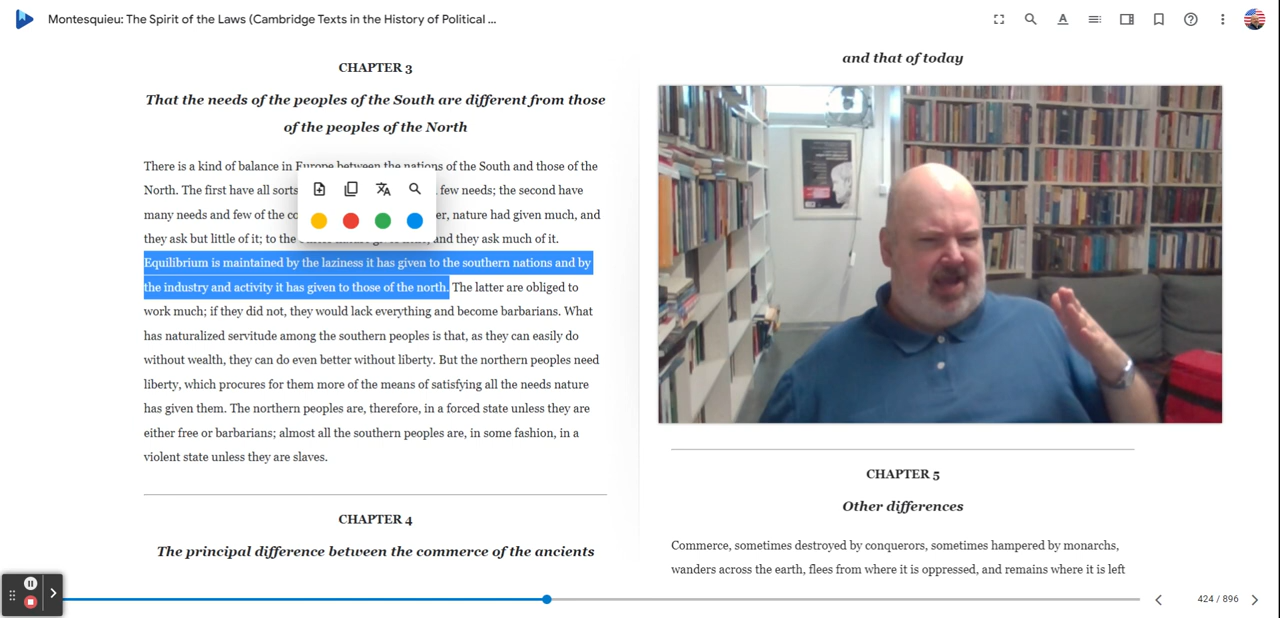 Montesquieu: The Spirit of the Laws (Cambridge Texts in the History of Political ...
CHAPTER 3
That the needs of the peoples of the South are different from those
of the peoples of the North
There is a kind of balance in Europe between the nations of the South and those of the
North. The first have all sorts few needs; the second have
many needs and few of the nature had given much, and
they ask but little of it; to the and they ask much of it.
Equilibrium is maintained by the laziness it has given to the southern nations and by
the industry and activity it has given to those of the north. The latter are obliged to
work much; if they did not, they would lack everything and become barbarians. What
has naturalized servitude among the southern peoples is that, as they can easily do
without wealth, they can do even better without liberty. But the northern peoples need
liberty, which procures for them more of the means of satisfying all the needs nature
has given them. The northern peoples are, therefore, in a forced state unless they are
either free or barbarians; almost all the southern peoples are, in some fashion, in a
violent state unless they are slaves.
CHAPTER 4
The principal difference between the commerce of the ancients
and that of today
CHAPTER 5
Other differences
Commerce, sometimes destroyed by conquerors, sometimes hampered by monarchs,
wanders across the earth, flees from where it is oppressed, and remains where it is left
424 / 896